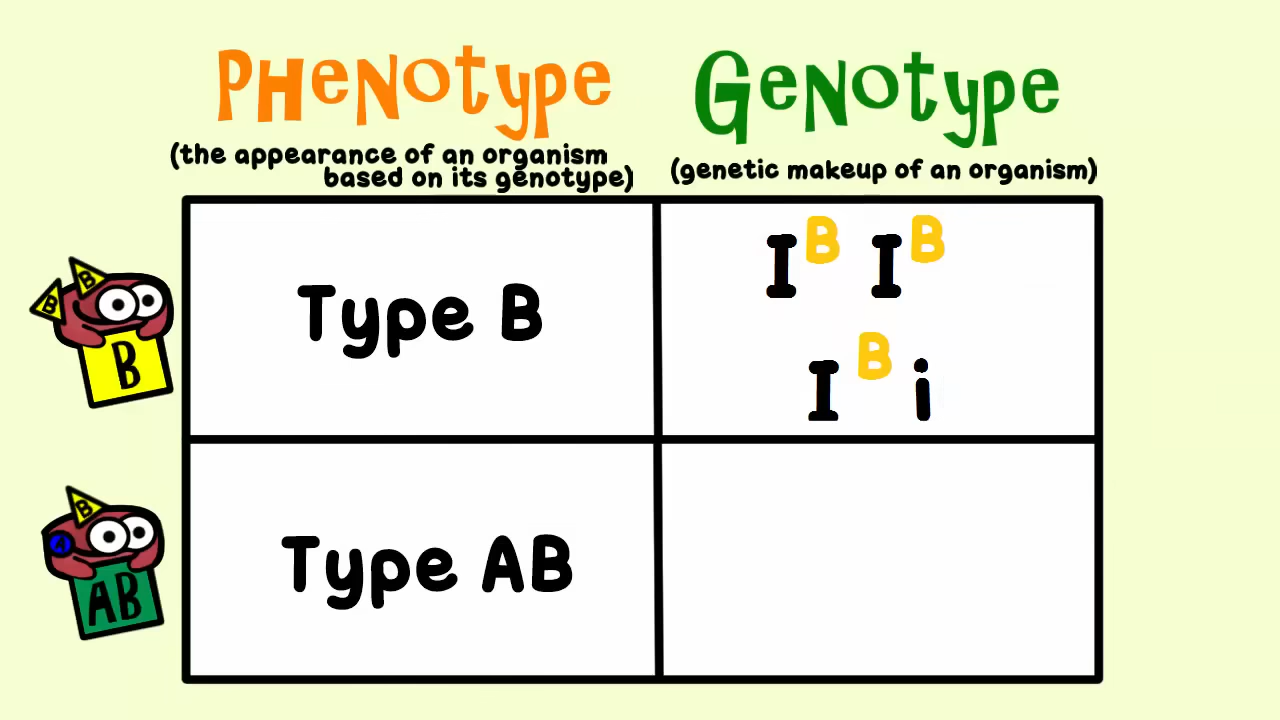 Phenotype Genotype
(the appearance of an organism
based on its genotype)
(genetic makeup of an organism)
B B
B
Type B
I^B I^B
I^B i
B
A
AB
Type AB